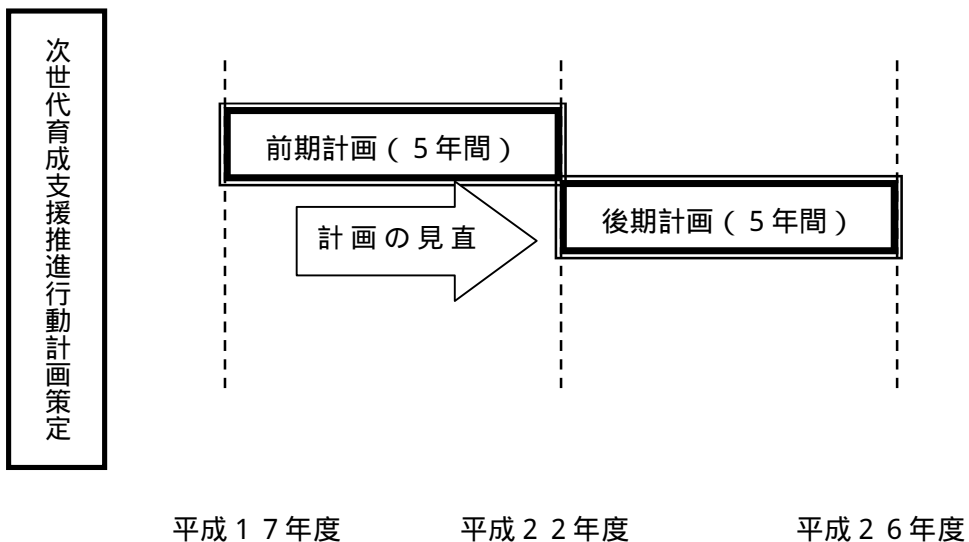 次世代育成支援推進行動計画策定
前期計画（５年間）
後期計画（５年間）
計画の見直
平成１７年度　平成２２年度　平成２６年度